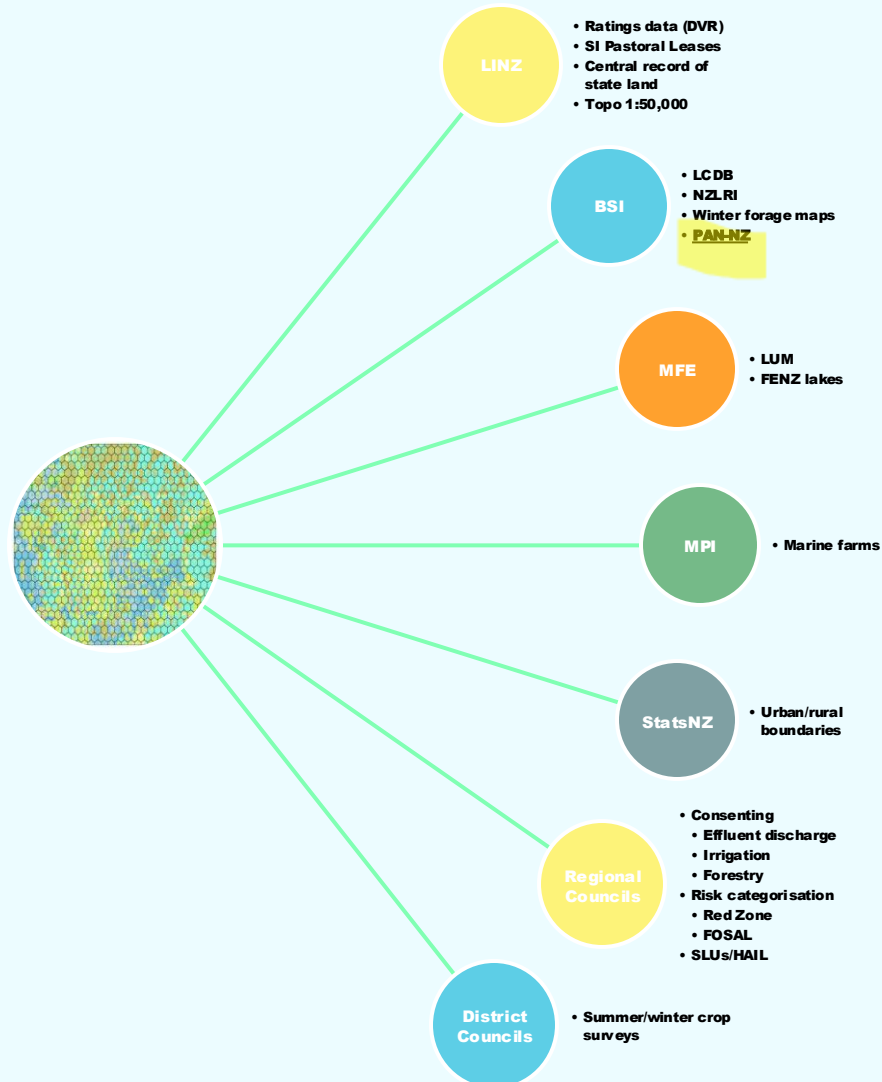 LINZ
• Ratings data (DVR)
• SI Pastoral Leases
• Central record of
state land
• Topo 1:50,000
BSI
• LCDB
• NZLRI
• Winter forage maps
• PAN-NZ
MFE
• LUM
• FENZ lakes
MPI
• Marine farms
StatsNZ
• Urban/rural
boundaries
Regional
Councils
• Consenting
• Effluent discharge
• Irrigation
• Forestry
• Risk categorisation
• Red Zone
• FOSAL
• SLUs/HAIL
District
Councils
• Summer/winter crop
surveys